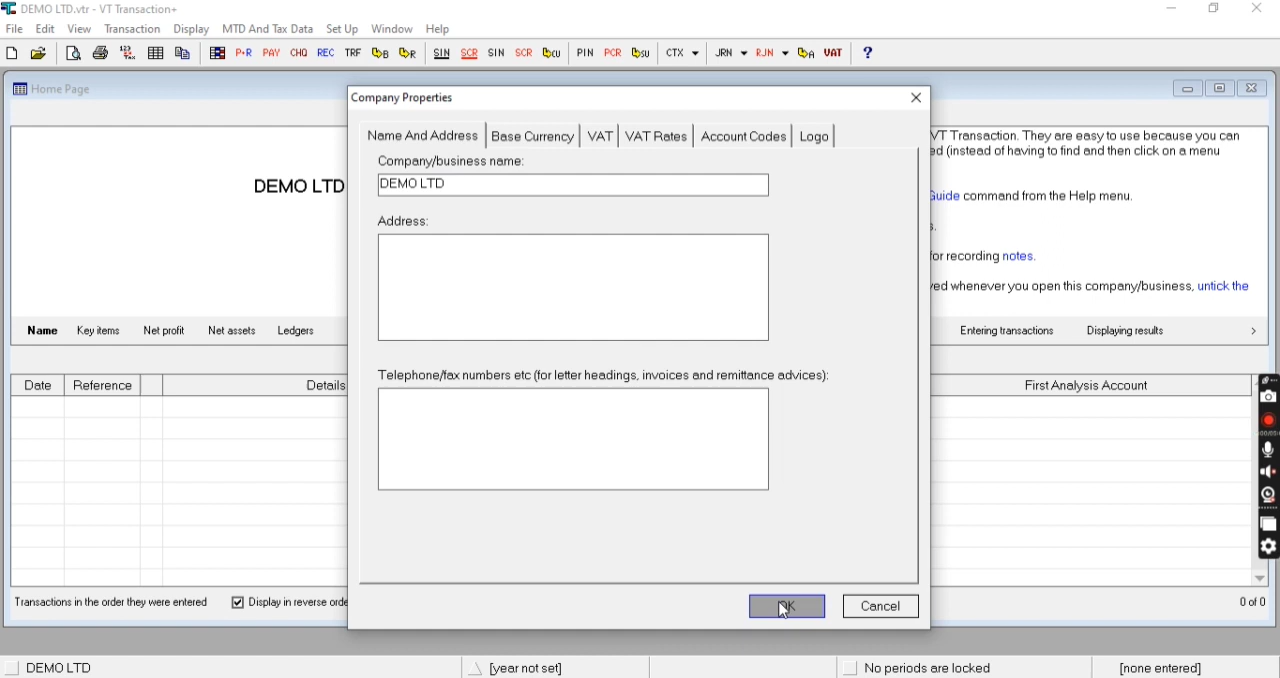 DEMO LTD.vtr - VT Transaction+
File Edit View Transaction Display MTD And Tax Data Set Up Window Help
P+R PAY CHQ REC TRF B R SIN SCR SIN SCR CU PIN PCR SU CTX JRN RJN A VAT ?
Home Page
Company Properties
Name And Address Base Currency VAT VAT Rates Account Codes Logo
VT Transaction. They are easy to use because you can
ed (instead of having to find and then click on a menu
Company/business name:
DEMO LTD
DEMO LTD
Guide command from the Help menu.
Address:
s.
for recording notes.
ved whenever you open this company/business, untick the
Name Key items Net profit Net assets Ledgers
Entering transactions Displaying results >
Telephone/fax numbers etc (for letter headings, invoices and remittance advices):
Date Reference Details
First Analysis Account
Transactions in the order they were entered Display in reverse orde
OK Cancel
0 of 0
DEMO LTD [year not set] No periods are locked [none entered]